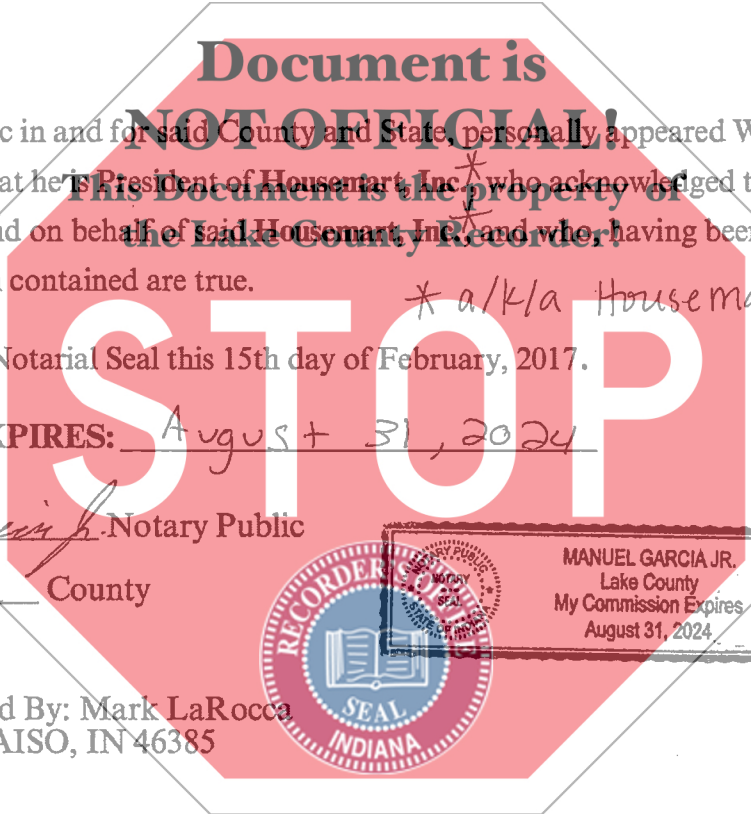 Document is
NOT OFFICIAL!
c in and for said County and State, personally appeared W
at he is President of Housemart, Inc.,* who acknowledged t
This Document is the property of
d on behalf of said Housemart, Inc.,* and who, having been
the Lake County Recorder!
contained are true.
* a/k/a Housema
Notarial Seal this 15th day of February, 2017.
STOP
XPIRES: August 31, 2024
Notary Public
County
NOTARY PUBLIC
NOTARY
SEAL
STATE OF INDIANA
MANUEL GARCIA JR.
Lake County
My Commission Expires
August 31, 2024
RECORDER'S OFFICE
SEAL
INDIANA
d By: Mark LaRocca
AISO, IN 46385